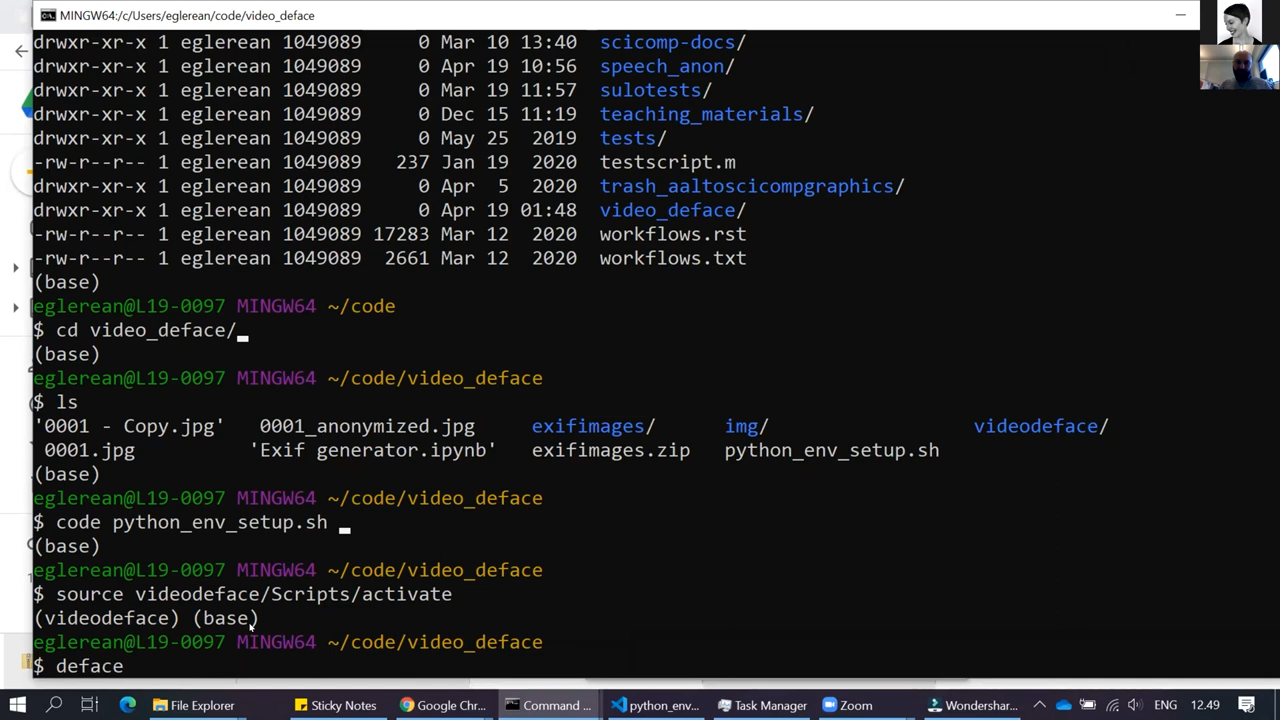 MINGW64:/c/Users/eglerean/code/video_deface
drwxr-xr-x 1 eglerean 1049089     0 Mar 10 13:40 scicomp-docs/
drwxr-xr-x 1 eglerean 1049089     0 Apr 19 10:56 speech_anon/
drwxr-xr-x 1 eglerean 1049089     0 Mar 19 11:57 sulotests/
drwxr-xr-x 1 eglerean 1049089     0 Dec 15 11:19 teaching_materials/
drwxr-xr-x 1 eglerean 1049089     0 May 25  2019 tests/
-rw-r--r-- 1 eglerean 1049089   237 Jan 19  2020 testscript.m
drwxr-xr-x 1 eglerean 1049089     0 Apr  5  2020 trash_aaltoscicompgraphics/
drwxr-xr-x 1 eglerean 1049089     0 Apr 19 01:48 video_deface/
-rw-r--r-- 1 eglerean 1049089 17283 Mar 12  2020 workflows.rst
-rw-r--r-- 1 eglerean 1049089  2661 Mar 12  2020 workflows.txt
(base)
eglerean@L19-0097 MINGW64 ~/code
$ cd video_deface/
(base)
eglerean@L19-0097 MINGW64 ~/code/video_deface
$ ls
'0001 - Copy.jpg'   0001_anonymized.jpg     exifimages/      img/                  videodeface/
0001.jpg          'Exif generator.ipynb'   exifimages.zip   python_env_setup.sh
(base)
eglerean@L19-0097 MINGW64 ~/code/video_deface
$ code python_env_setup.sh
(base)
eglerean@L19-0097 MINGW64 ~/code/video_deface
$ source videodeface/Scripts/activate
(videodeface) (base)
eglerean@L19-0097 MINGW64 ~/code/video_deface
$ deface
File Explorer Sticky Notes Google Chr... Command ... python_env... Task Manager Zoom Wondershar... ENG 12.49